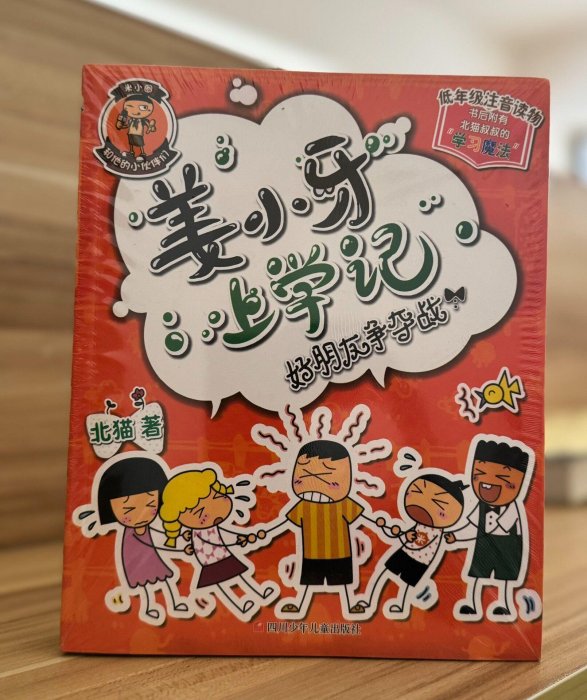 米小圈
和他的小伙伴们
低年级注音读物
书后附有
北猫叔叔的
“学习魔法”
姜小牙
上学记
好朋友争夺战
北猫 著
米
四川少年儿童出版社